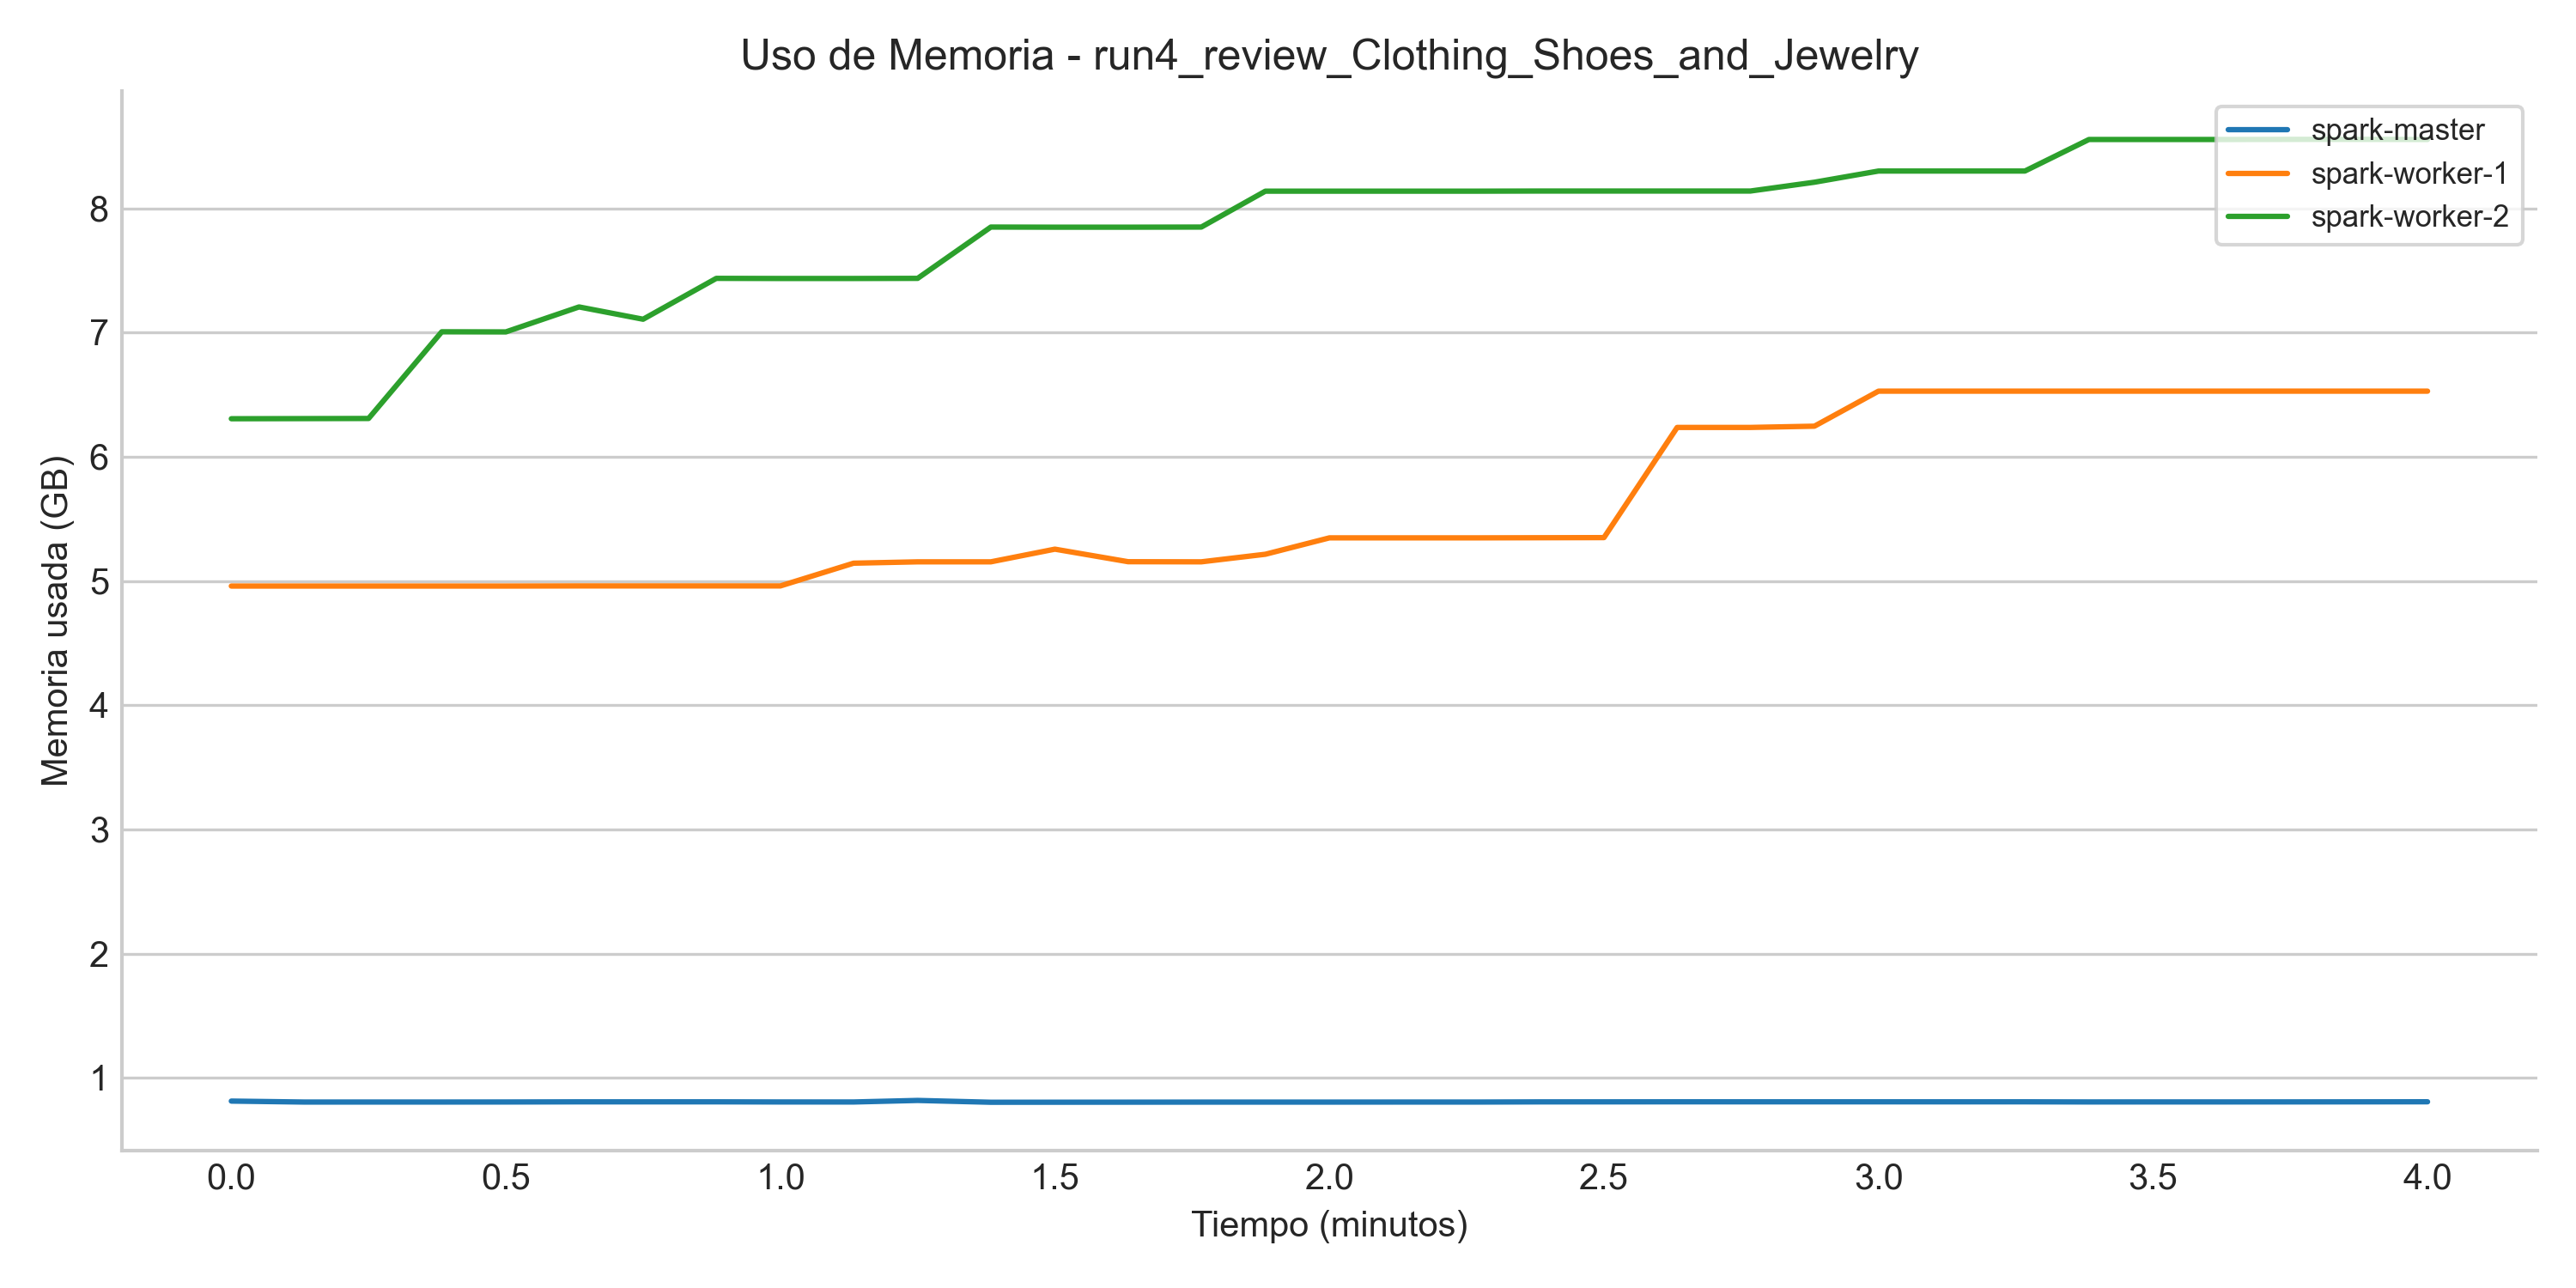 Uso de Memoria - run4_review_Clothing_Shoes_and_Jewelry
spark-master
spark-worker-1
spark-worker-2
Memoria usada (GB)
8
7
6
5
4
3
2
1
0.0 0.5 1.0 1.5 2.0 2.5 3.0 3.5 4.0
Tiempo (minutos)